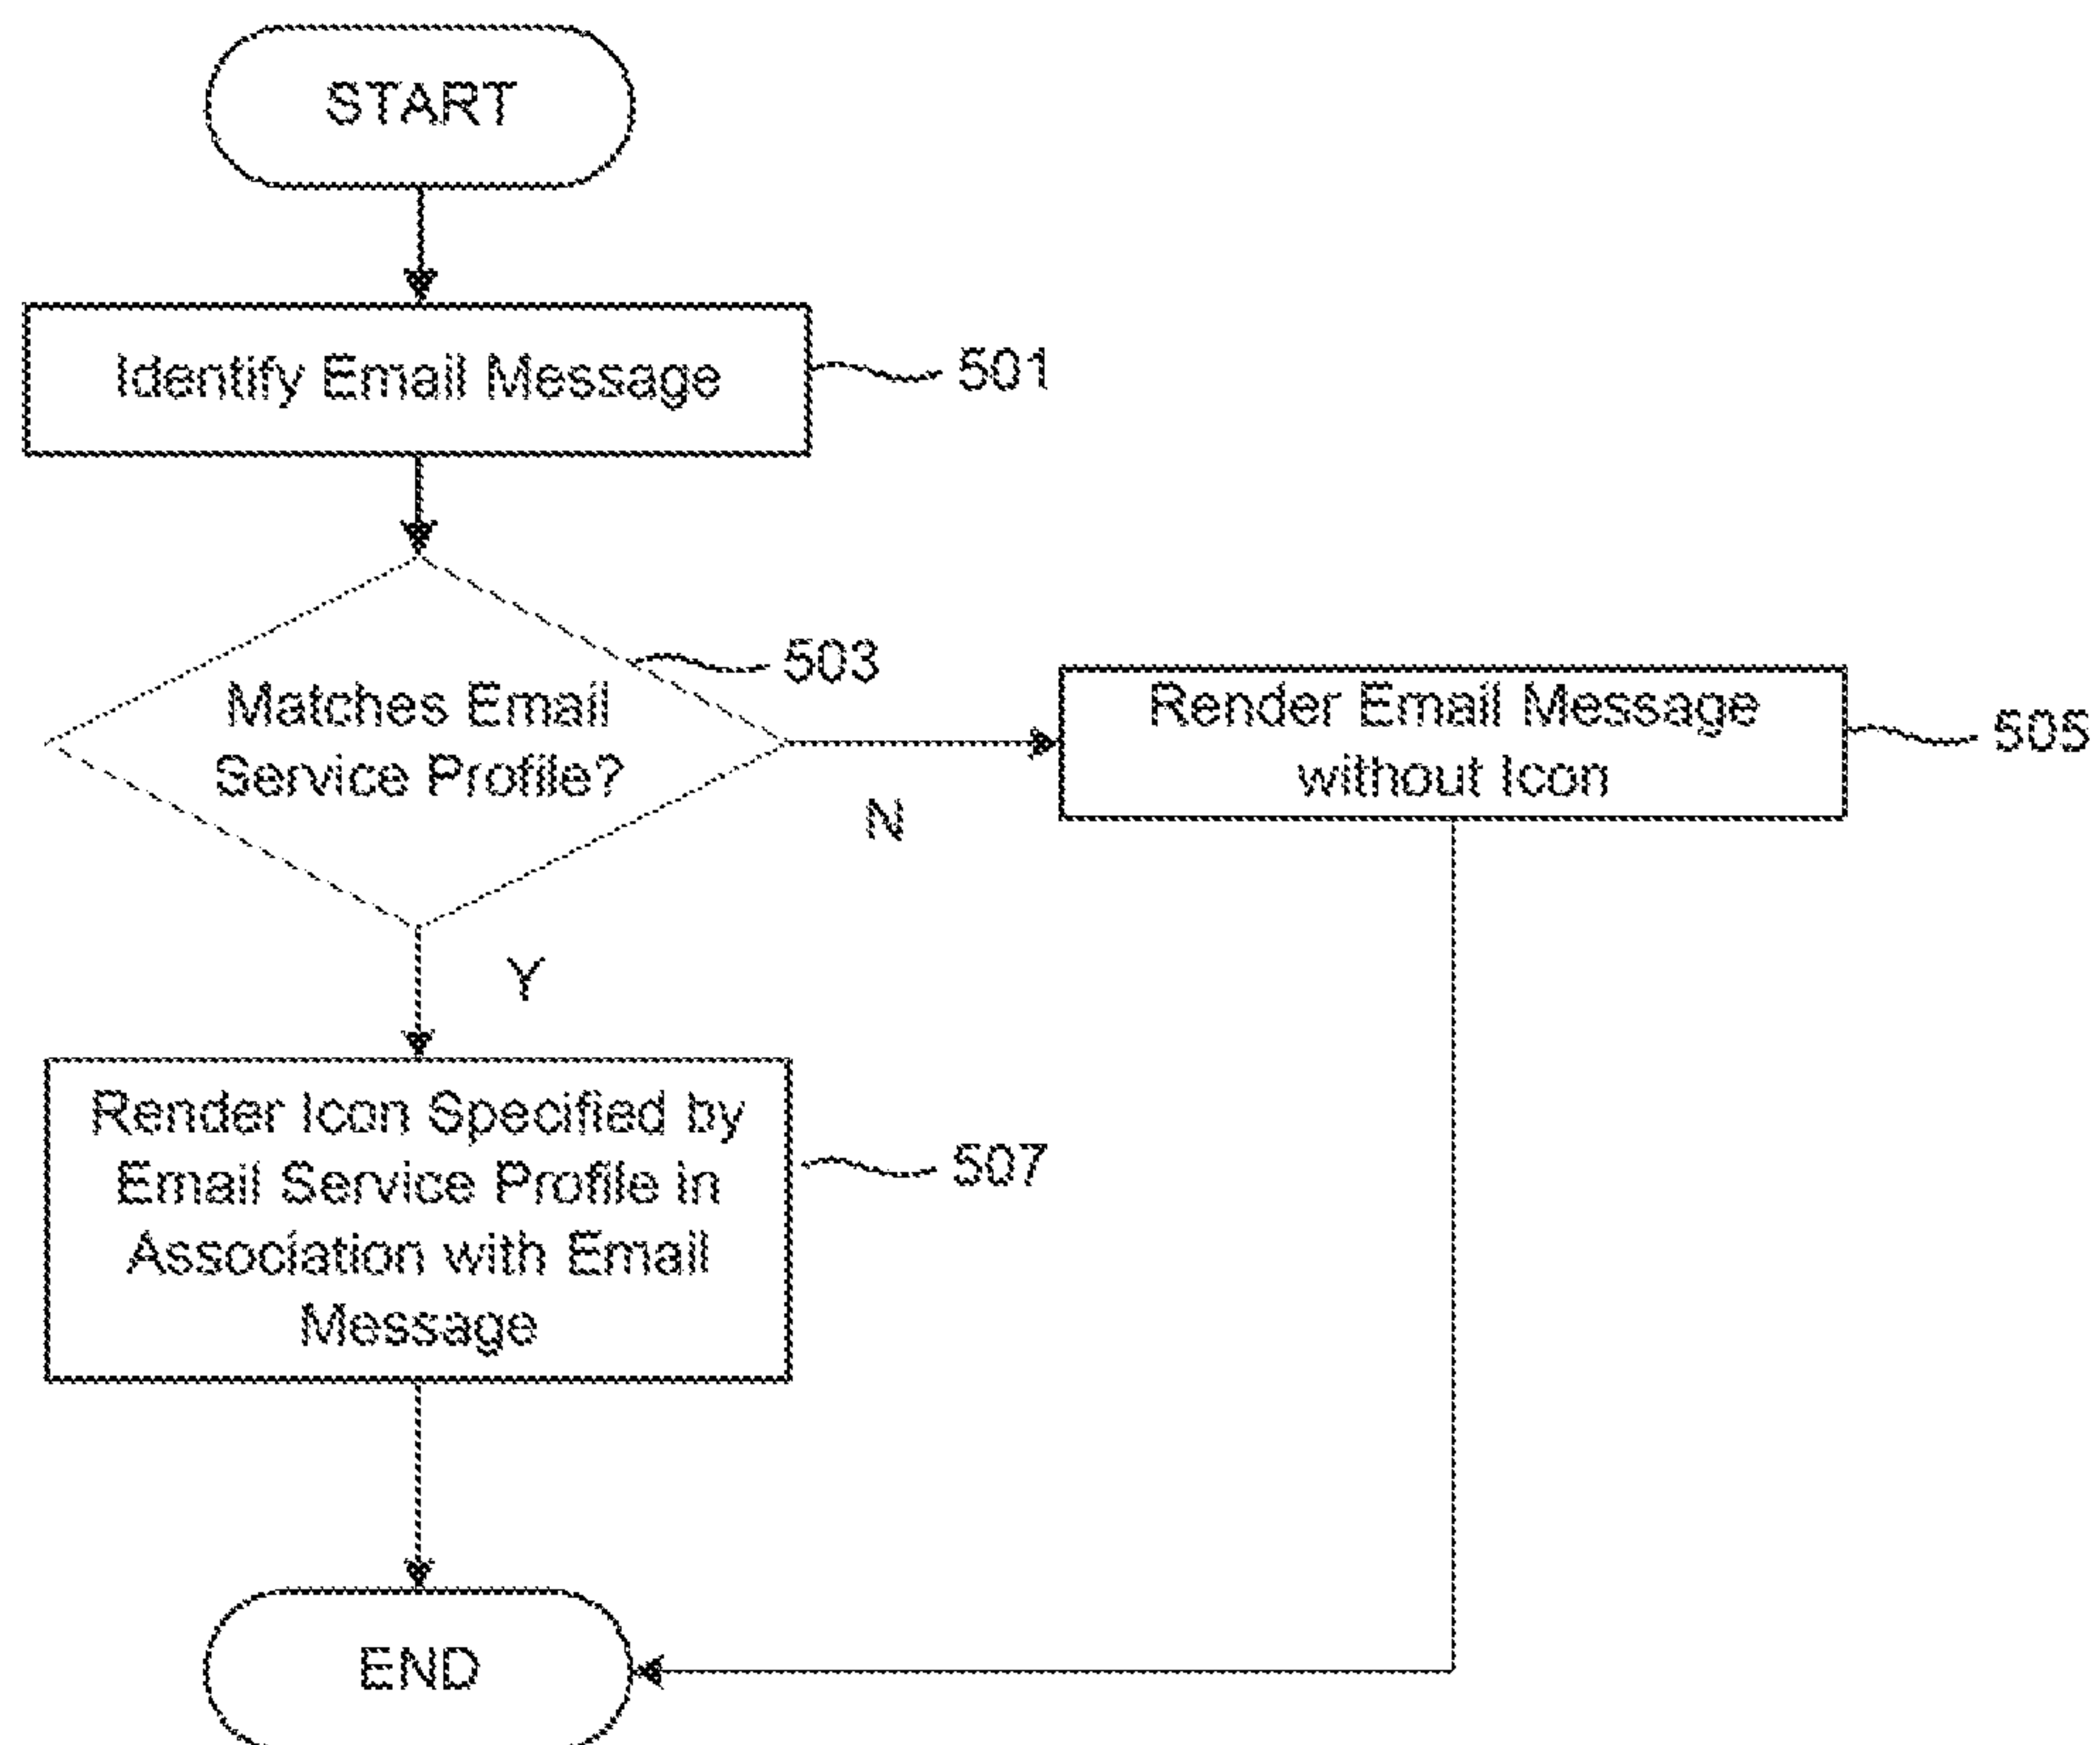 START
Identify Email Message
501
503
Matches Email
Service Profile?
Render Email Message
without Icon
505
N
Y
Render Icon Specified by
Email Service Profile in
Association with Email
Message
507
END